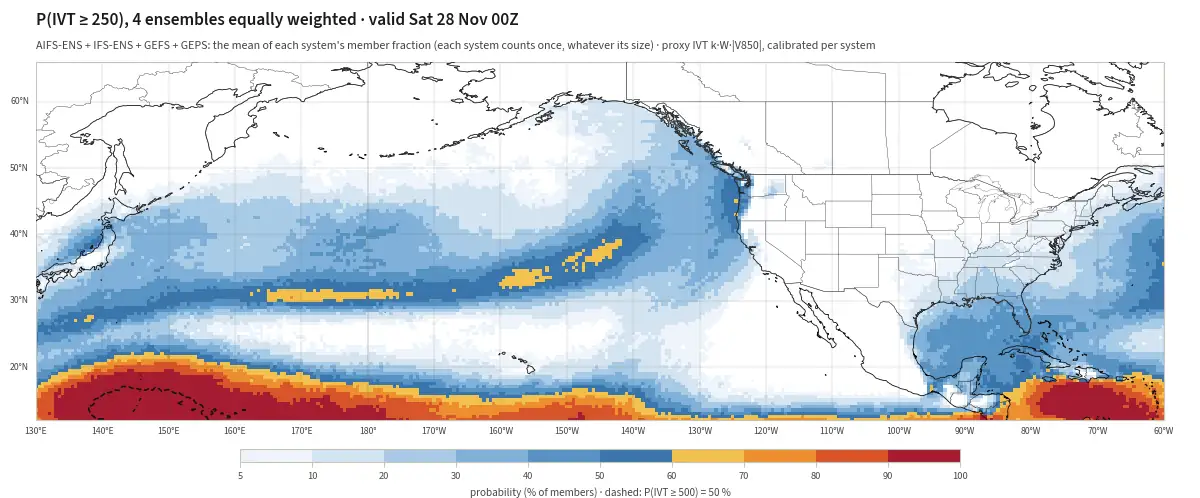 P(IVT ≥ 250), 4 ensembles equally weighted · valid Sat 28 Nov 00Z
AIFS-ENS + IFS-ENS + GEFS + GEPS: the mean of each system's member fraction (each system counts once, whatever its size) · proxy IVT k·W·|V850|, calibrated per system
60°N
50°N
40°N
30°N
20°N
130°E 140°E 150°E 160°E 170°E 180° 170°W 160°W 150°W 140°W 130°W 120°W 110°W 100°W 90°W 80°W 70°W 60°W
5 10 20 30 40 50 60 70 80 90 100
probability (% of members) · dashed: P(IVT ≥ 500) = 50 %